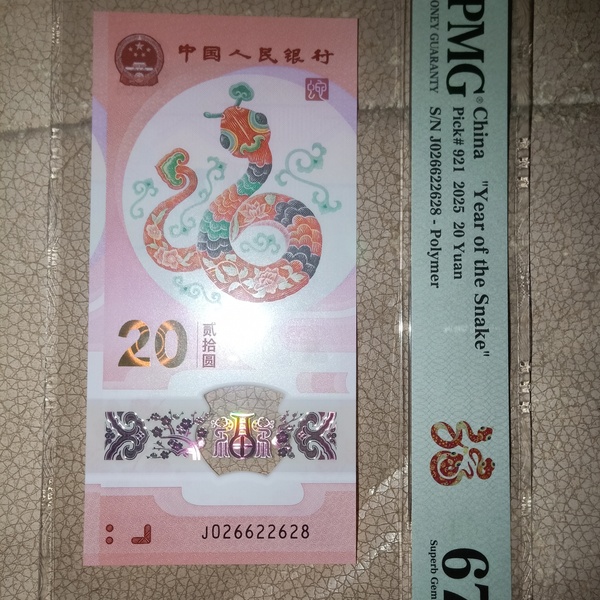 中国人民银行
20
贰拾圆
J026622628
PMG®
MONEY GUARANTY
China "Year of the Snake"
Pick# 921 2025 20 Yuan
S/N J026622628 - Polymer
67
Superb Gem